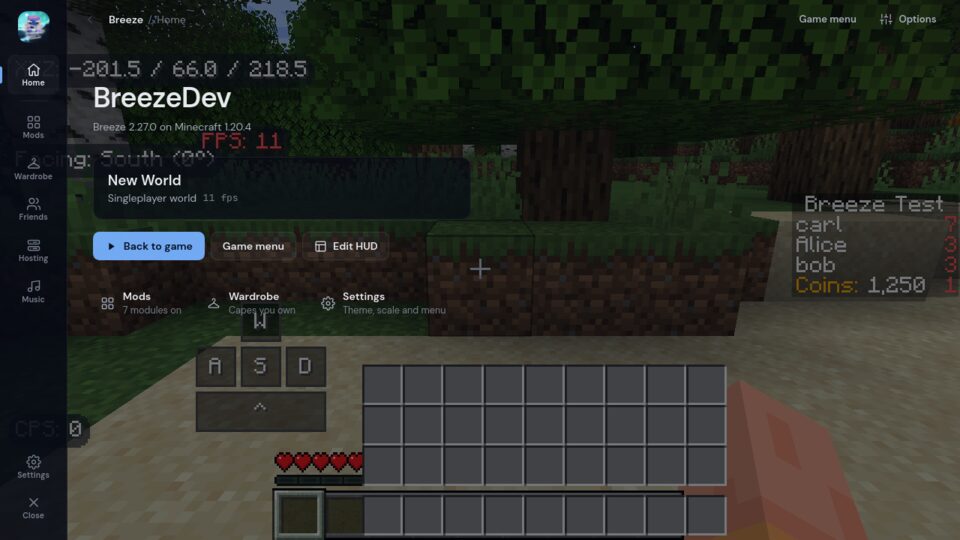 Breeze / Home
Game menu
Options
Home
-201.5 / 66.0 / 218.5
BreezeDev
Breeze 2.27.0 on Minecraft 1.20.4
FPS: 11
Mods
Facing: South (0°)
Wardrobe
New World
Singleplayer world 11 fps
Friends
Breeze Test
carl 7
Alice 3
bob 3
Coins: 1,250 1
Hosting
Back to game
Game menu
Edit HUD
Music
Mods
7 modules on
Wardrobe
Capes you own
Settings
Theme, scale and menu
W
A S D
^
CPS: 0
Settings
Close